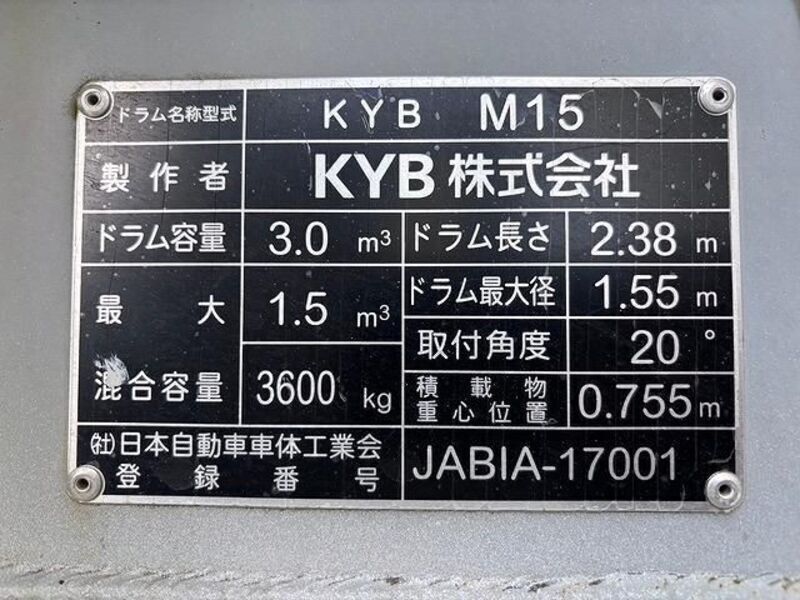 ドラム名称型式 KYB M15
製作者 KYB株式会社
ドラム容量 3.0 m³ ドラム長さ 2.38 m
最大混合容量 1.5 m³ ドラム最大径 1.55 m
取付角度 20°
3600 kg 積載物重心位置 0.755m
(社)日本自動車車体工業会
登録番号 JABIA-17001